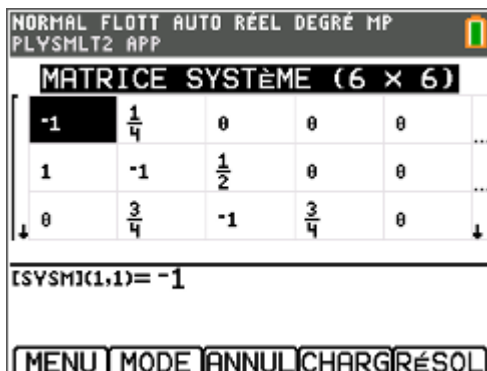 NORMAL FLOTT AUTO RÉEL DEGRÉ MP
PLYSMLT2 APP
MATRICE SYSTÈME (6 × 6)
-1 1/4 0 0 0 ...
1 -1 1/2 0 0 ...
↓ 0 3/4 -1 3/4 0 ↓
[SYSM](1,1)= -1
MENU MODE ANNUL CHARG RÉSOL